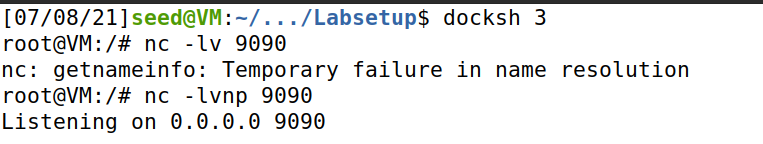 [07/08/21]seed@VM:~/.../Labsetup$ docksh 3
root@VM:/# nc -lv 9090
nc: getnameinfo: Temporary failure in name resolution
root@VM:/# nc -lvnp 9090
Listening on 0.0.0.0 9090